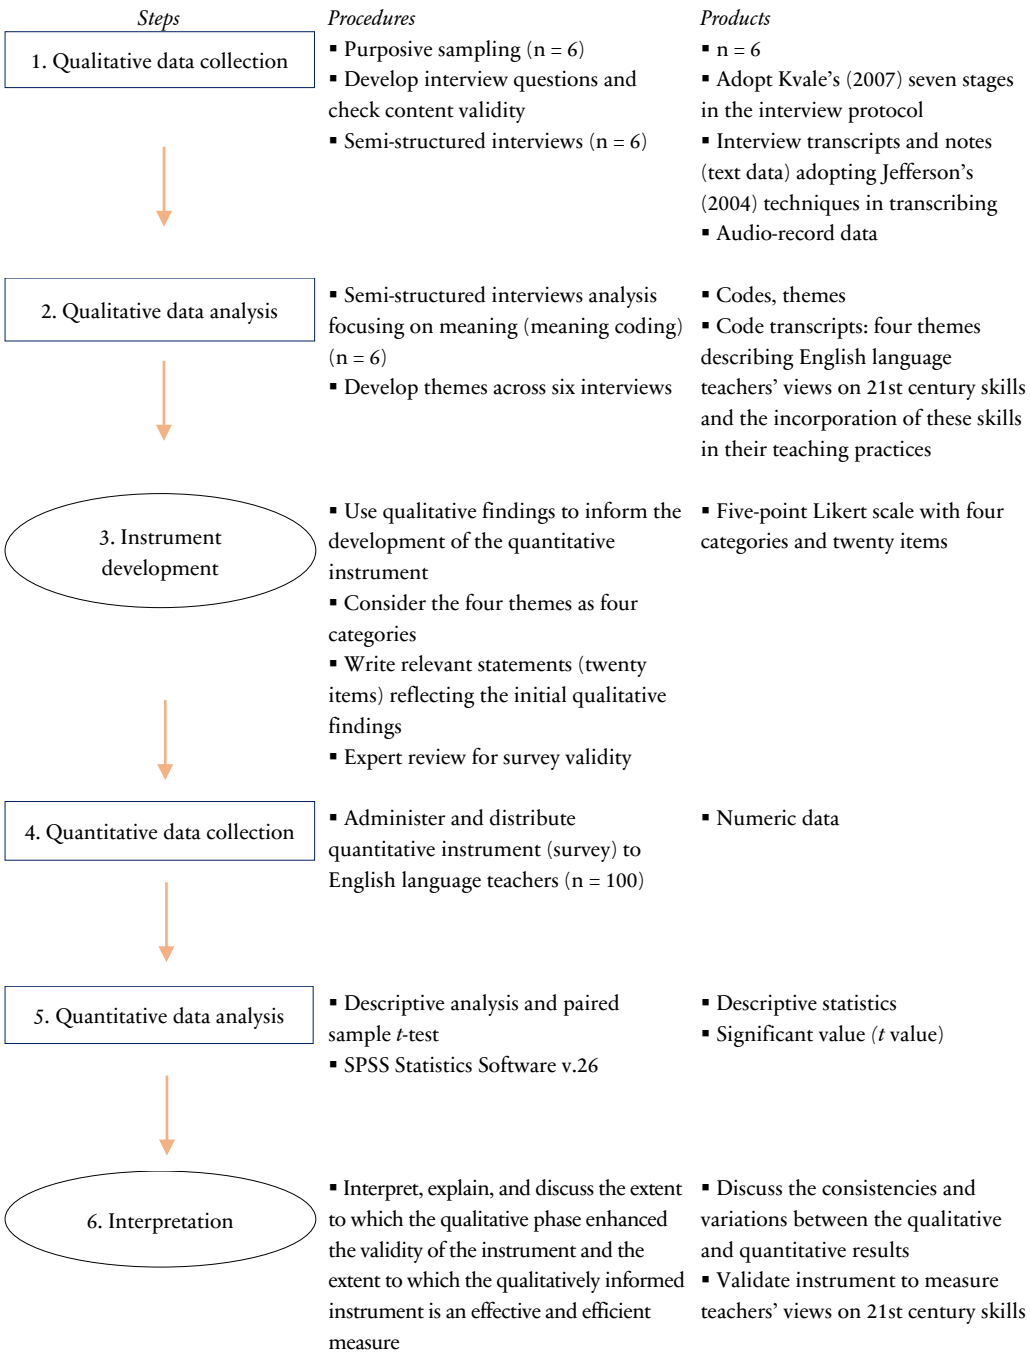 Steps
Procedures
Products
1. Qualitative data collection
▪ Purposive sampling (n = 6)
▪ Develop interview questions and
check content validity
▪ Semi-structured interviews (n = 6)
▪ n = 6
▪ Adopt Kvale’s (2007) seven stages
in the interview protocol
▪ Interview transcripts and notes
(text data) adopting Jefferson’s
(2004) techniques in transcribing
▪ Audio-record data
2. Qualitative data analysis
▪ Semi-structured interviews analysis
focusing on meaning (meaning coding)
(n = 6)
▪ Develop themes across six interviews
▪ Codes, themes
▪ Code transcripts: four themes
describing English language
teachers’ views on 21st century skills
and the incorporation of these skills
in their teaching practices
3. Instrument
development
▪ Use qualitative findings to inform the
development of the quantitative
instrument
▪ Consider the four themes as four
categories
▪ Write relevant statements (twenty
items) reflecting the initial qualitative
findings
▪ Expert review for survey validity
▪ Five-point Likert scale with four
categories and twenty items
4. Quantitative data collection
▪ Administer and distribute
quantitative instrument (survey) to
English language teachers (n = 100)
▪ Numeric data
5. Quantitative data analysis
▪ Descriptive analysis and paired
sample t-test
▪ SPSS Statistics Software v.26
▪ Descriptive statistics
▪ Significant value (t value)
6. Interpretation
▪ Interpret, explain, and discuss the extent
to which the qualitative phase enhanced
the validity of the instrument and the
extent to which the qualitatively informed
instrument is an effective and efficient
measure
▪ Discuss the consistencies and
variations between the qualitative
and quantitative results
▪ Validate instrument to measure
teachers’ views on 21st century skills